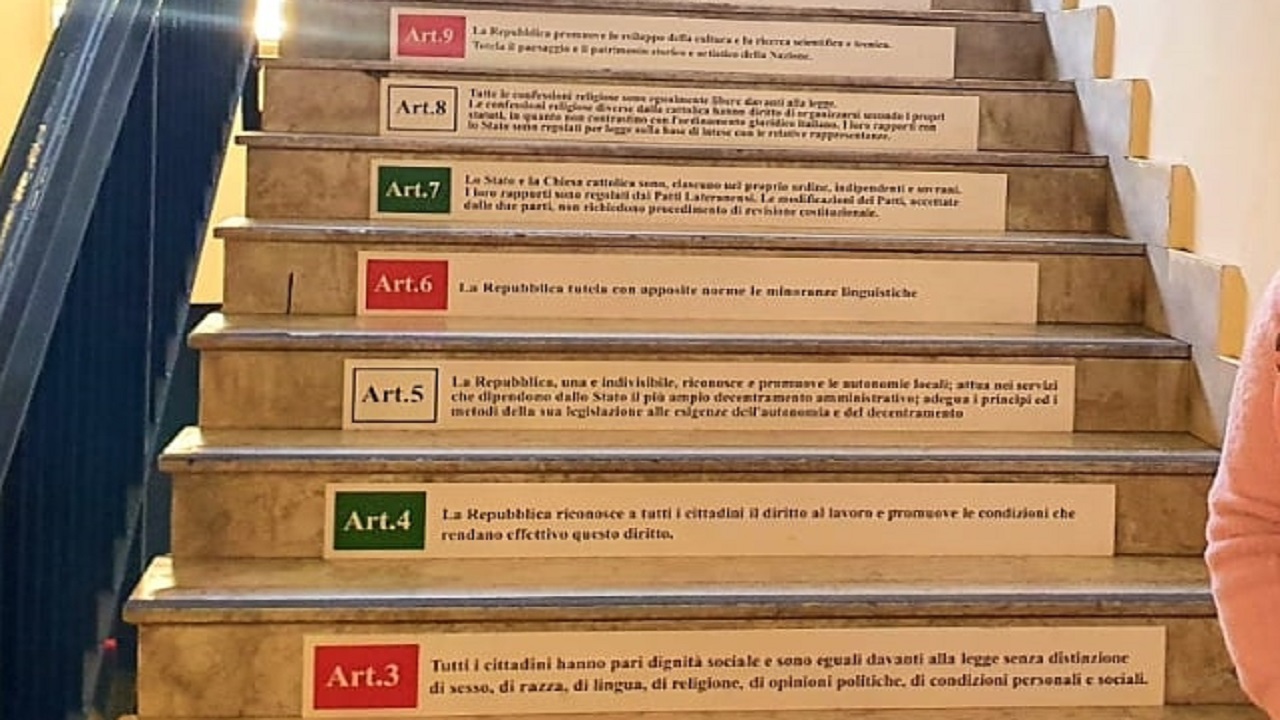 Art.9
La Repubblica promuove lo sviluppo della cultura e la ricerca scientifica e tecnica.
Tutela il paesaggio e il patrimonio storico e artistico della Nazione.
Art.8
Tutte le confessioni religiose sono egualmente libere davanti alla legge.
Le confessioni religiose diverse dalla cattolica hanno diritto di organizzarsi secondo i propri
statuti, in quanto non contrastino con l'ordinamento giuridico italiano. I loro rapporti con
lo Stato sono regolati per legge sulla base di intese con le relative rappresentanze.
Art.7
Lo Stato e la Chiesa cattolica sono, ciascuno nel proprio ordine, indipendenti e sovrani.
I loro rapporti sono regolati dai Patti Lateranensi. Le modificazioni dei Patti, accettate
dalle due parti, non richiedono procedimento di revisione costituzionale.
Art.6
La Repubblica tutela con apposite norme le minoranze linguistiche
Art.5
La Repubblica, una e indivisibile, riconosce e promuove le autonomie locali; attua nei servizi
che dipendono dallo Stato il più ampio decentramento amministrativo; adegua i principi ed i
metodi della sua legislazione alle esigenze dell'autonomia e del decentramento
Art.4
La Repubblica riconosce a tutti i cittadini il diritto al lavoro e promuove le condizioni che
rendano effettivo questo diritto.
Art.3
Tutti i cittadini hanno pari dignità sociale e sono eguali davanti alla legge senza distinzione
di sesso, di razza, di lingua, di religione, di opinioni politiche, di condizioni personali e sociali.